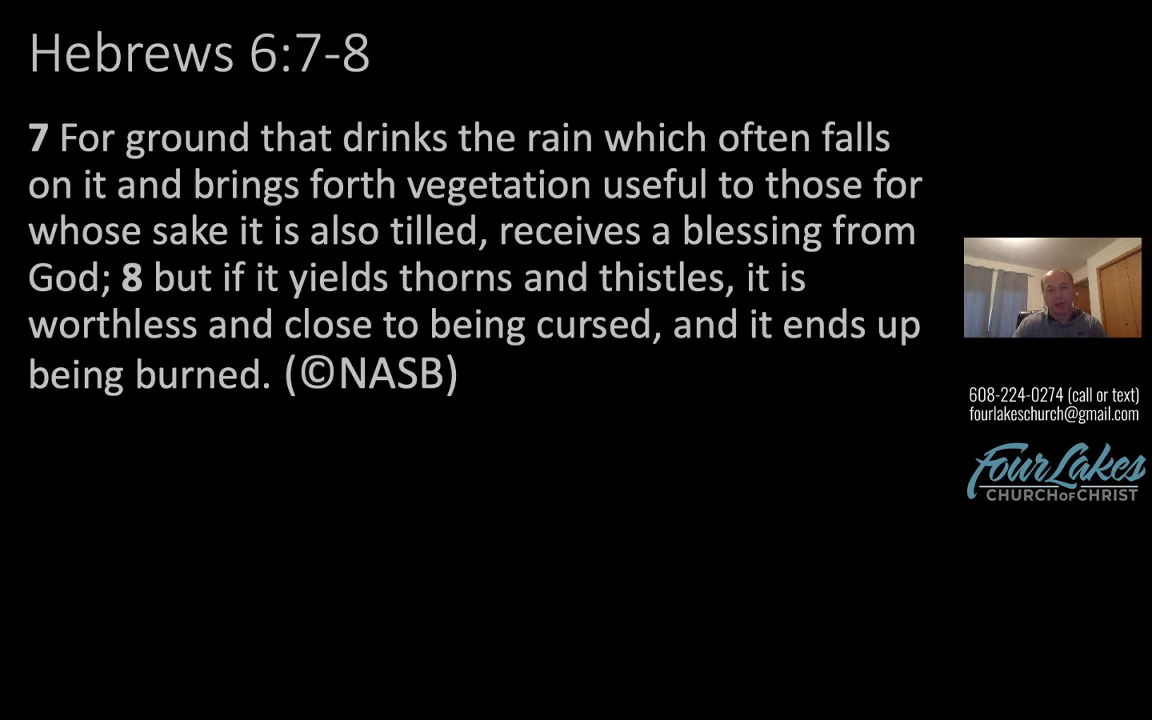 Hebrews 6:7-8
7 For ground that drinks the rain which often falls
on it and brings forth vegetation useful to those for
whose sake it is also tilled, receives a blessing from
God; 8 but if it yields thorns and thistles, it is
worthless and close to being cursed, and it ends up
being burned. (©NASB)
608-224-0274 (call or text)
fourlakeschurch@gmail.com
Four Lakes
CHURCH OF CHRIST